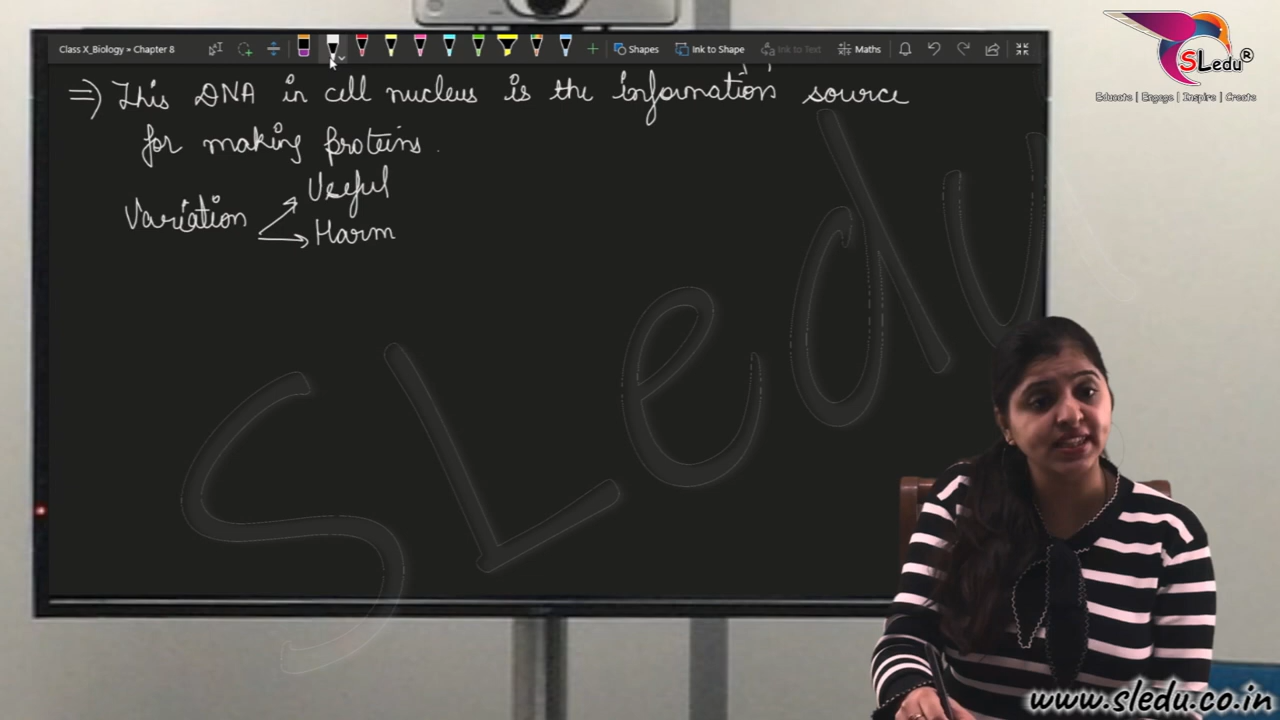 Class X_Biology » Chapter 8
Shapes
Ink to Shape
Ink to Text
Maths
SLedu®
Educate | Engage | Inspire | Create
=> This DNA in cell nucleus is the information source
for making proteins.
Variation
Useful
Harm
SLedu
www.sledu.co.in